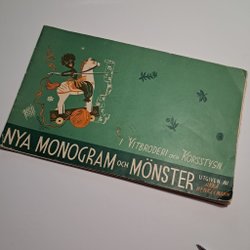 I VITBRODERI OCH KORSSTYGN
NYA MONOGRAM OCH MÖNSTER
UTGIVEN AV